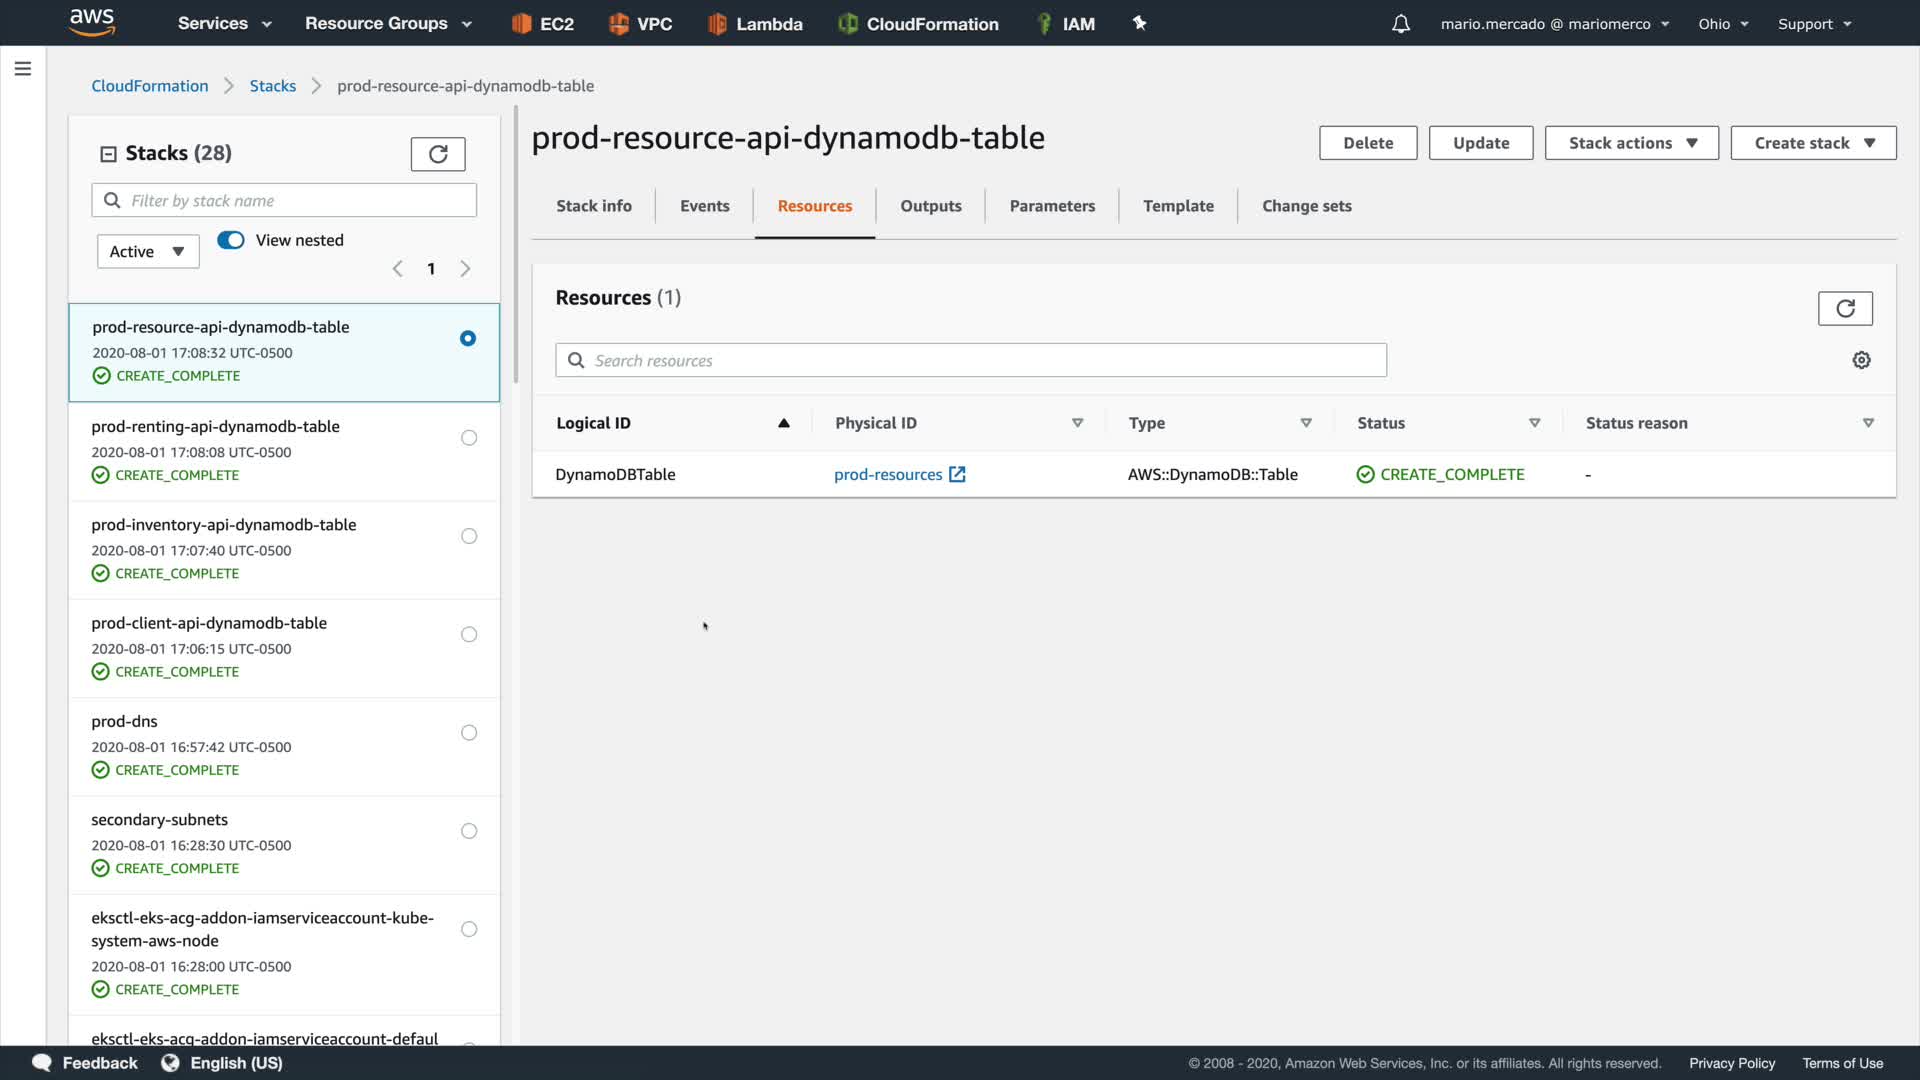 aws
Services
Resource Groups
EC2
VPC
Lambda
CloudFormation
IAM
mario.mercado @ mariomerco
Ohio
Support
CloudFormation
Stacks
prod-resource-api-dynamodb-table
Stacks (28)
Filter by stack name
Active
View nested
1
prod-resource-api-dynamodb-table
2020-08-01 17:08:32 UTC-0500
CREATE_COMPLETE
prod-renting-api-dynamodb-table
2020-08-01 17:08:08 UTC-0500
CREATE_COMPLETE
prod-inventory-api-dynamodb-table
2020-08-01 17:07:40 UTC-0500
CREATE_COMPLETE
prod-client-api-dynamodb-table
2020-08-01 17:06:15 UTC-0500
CREATE_COMPLETE
prod-dns
2020-08-01 16:57:42 UTC-0500
CREATE_COMPLETE
secondary-subnets
2020-08-01 16:28:30 UTC-0500
CREATE_COMPLETE
eksctl-eks-acg-addon-iamserviceaccount-kube-
system-aws-node
2020-08-01 16:28:00 UTC-0500
CREATE_COMPLETE
eksctl-eks-acg-addon-iamserviceaccount-defaul
prod-resource-api-dynamodb-table
Delete
Update
Stack actions
Create stack
Stack info
Events
Resources
Outputs
Parameters
Template
Change sets
Resources (1)
Search resources
Logical ID
Physical ID
Type
Status
Status reason
DynamoDBTable
prod-resources
AWS::DynamoDB::Table
CREATE_COMPLETE
-
Feedback
English (US)
© 2008 - 2020, Amazon Web Services, Inc. or its affiliates. All rights reserved.
Privacy Policy
Terms of Use